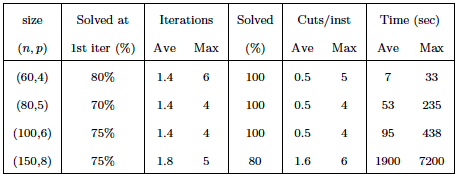 size Solved at Iterations Solved Cuts/inst Time (sec)
(n, p) 1st iter (%) Ave Max (%) Ave Max Ave Max
(60,4) 80% 1.4 6 100 0.5 5 7 33
(80,5) 70% 1.4 4 100 0.5 4 53 235
(100,6) 75% 1.4 4 100 0.5 4 95 438
(150,8) 75% 1.8 5 80 1.6 6 1900 7200